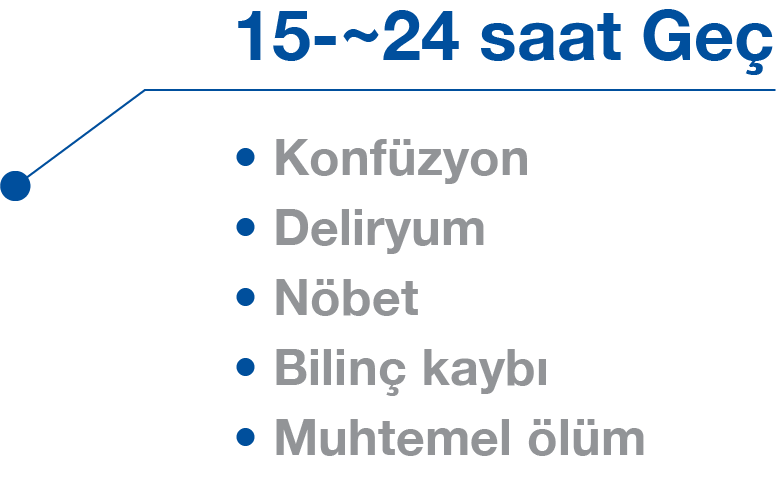 15-~24 saat Geç
• Konfüzyon
• Deliryum
• Nöbet
• Bilinç kaybı
• Muhtemel ölüm